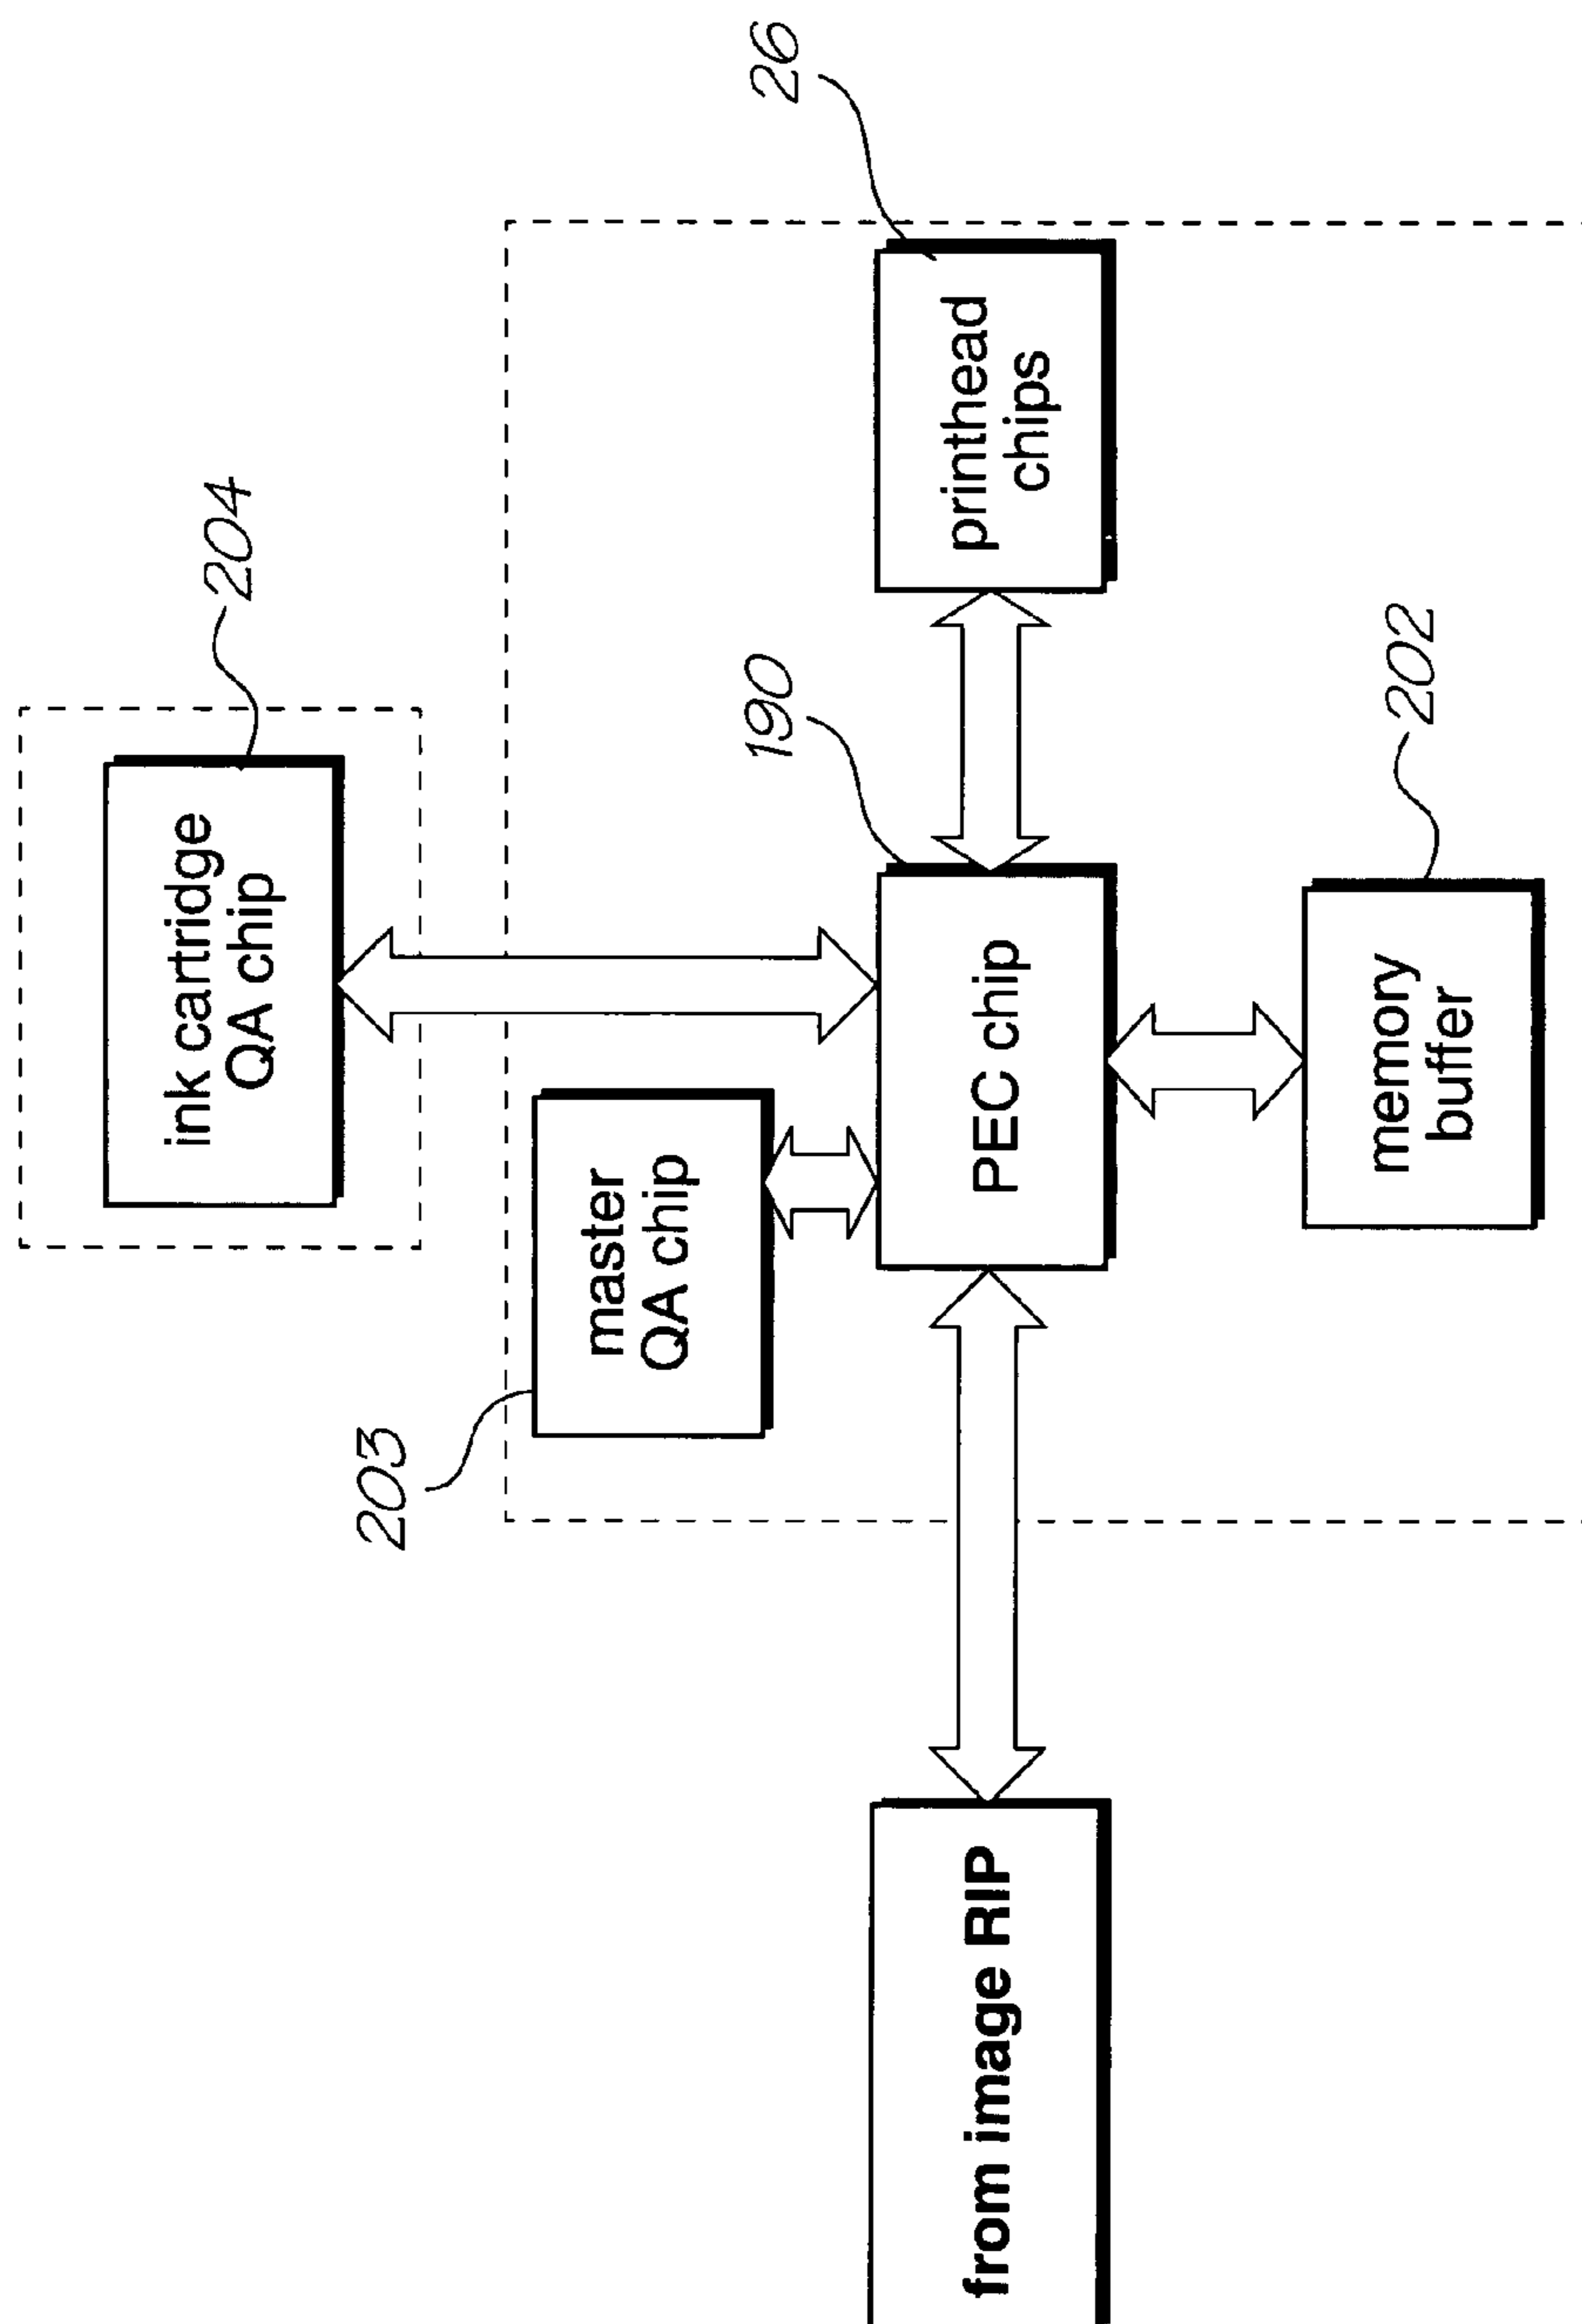 ink cartridge
QA chip
204
203
master
QA chip
from image RIP
PEC chip
190
printhead
chips
26
memory
buffer
202